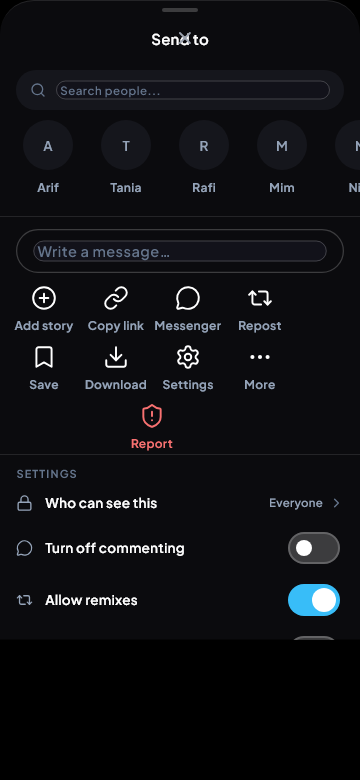 Send to
Search people...
A T R M
Arif Tania Rafi Mim
Write a message...
Add story Copy link Messenger Repost
Save Download Settings More
Report
SETTINGS
Who can see this Everyone
Turn off commenting
Allow remixes